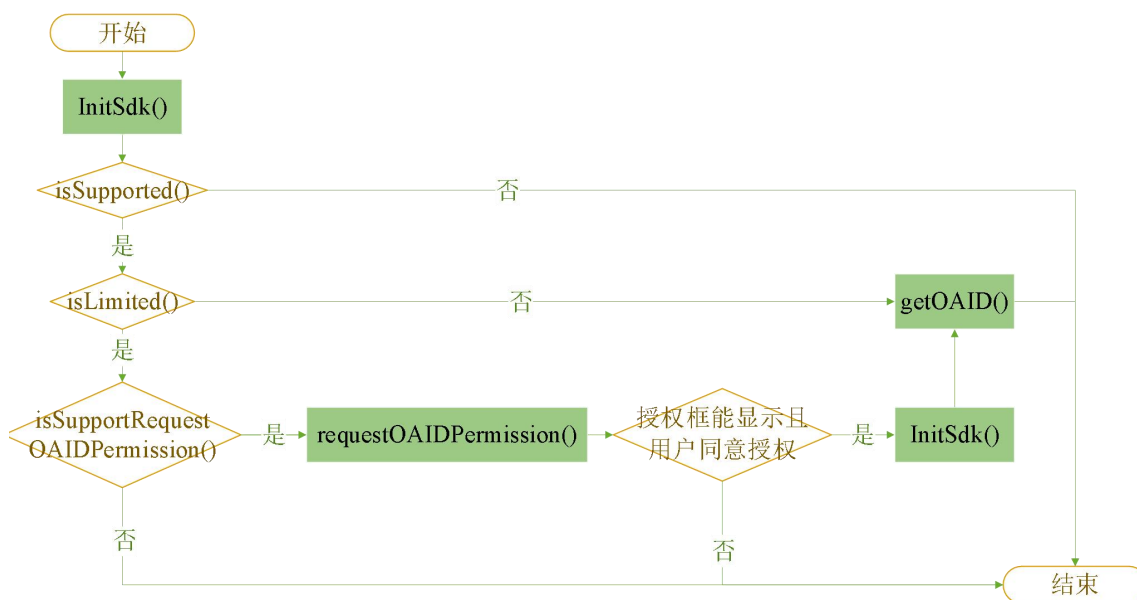 开始
InitSdk()
isSupported()
否
是
isLimited()
否
getOAID()
是
isSupportRequest
OAIDPermission()
是
requestOAIDPermission()
授权框能显示且
用户同意授权
是
InitSdk()
否
否
结束